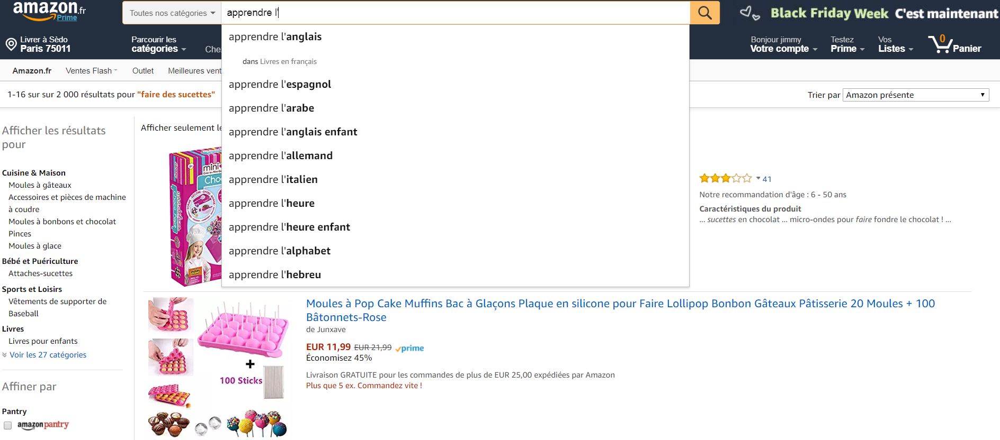 amazon.fr
Prime
Toutes nos catégories
apprendre l'
Black Friday Week C'est maintenant
Livrer à Sèdo
Paris 75011
Parcourir les
catégories
Che
Bonjour jimmy
Votre compte
Testez
Prime
Vos
Listes
0
Panier
apprendre l'anglais
dans Livres en français
apprendre l'espagnol
apprendre l'arabe
apprendre l'anglais enfant
apprendre l'allemand
apprendre l'italien
apprendre l'heure
apprendre l'heure enfant
apprendre l'alphabet
apprendre l'hebreu
Amazon.fr
Ventes Flash
Outlet
Meilleures vent
1-16 sur sur 2 000 résultats pour "faire des sucettes"
Trier par
Amazon présente
Afficher les résultats
pour
Cuisine & Maison
Moules à gâteaux
Accessoires et pièces de machine
à coudre
Moules à bonbons et chocolat
Pinces
Moules à glace
Bébé et Puériculture
Attaches-sucettes
Sports et Loisirs
Vêtements de supporter de
Baseball
Livres
Livres pour enfants
Voir les 27 catégories
Affiner par
Pantry
amazonpantry
Afficher seulement le
mini
Choc
41
Notre recommandation d'âge : 6 - 50 ans
Caractéristiques du produit
... sucettes en chocolat ... micro-ondes pour faire fondre le chocolat ! ...
+
100 Sticks
Moules à Pop Cake Muffins Bac à Glaçons Plaque en silicone pour Faire Lollipop Bonbon Gâteaux Pâtisserie 20 Moules + 100
Bâtonnets-Rose
de Junxave
EUR 11,99 EUR 21,99 prime
Économisez 45%
Livraison GRATUITE pour les commandes de plus de EUR 25,00 expédiées par Amazon
Plus que 5 ex. Commandez vite !